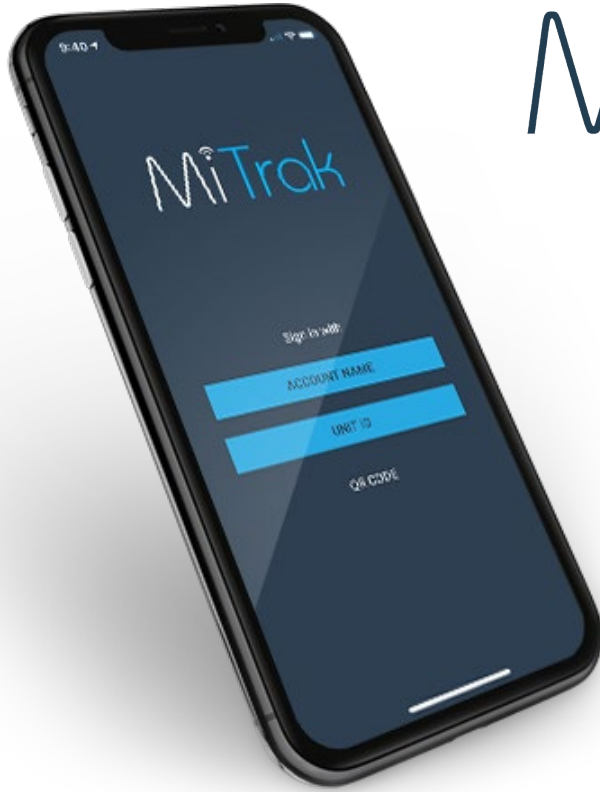 9:40
MiTrak
Sign in with
ACCOUNT NAME
UNIT ID
QR CODE
M